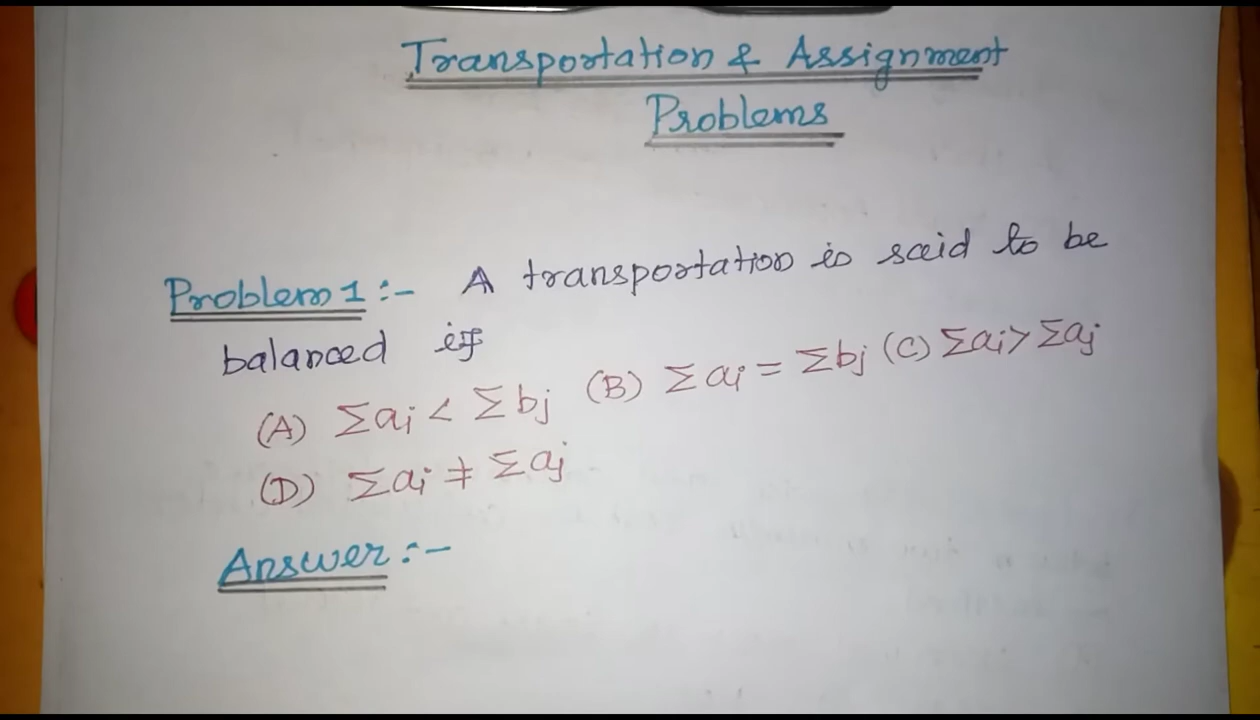 Transportation & Assignment
Problems
Problem 1 :- A transportation is said to be
balanced if
(A) Σai < Σbj (B) Σai = Σbj (C) Σai > Σaj
(D) Σai ≠ Σaj
Answer :-